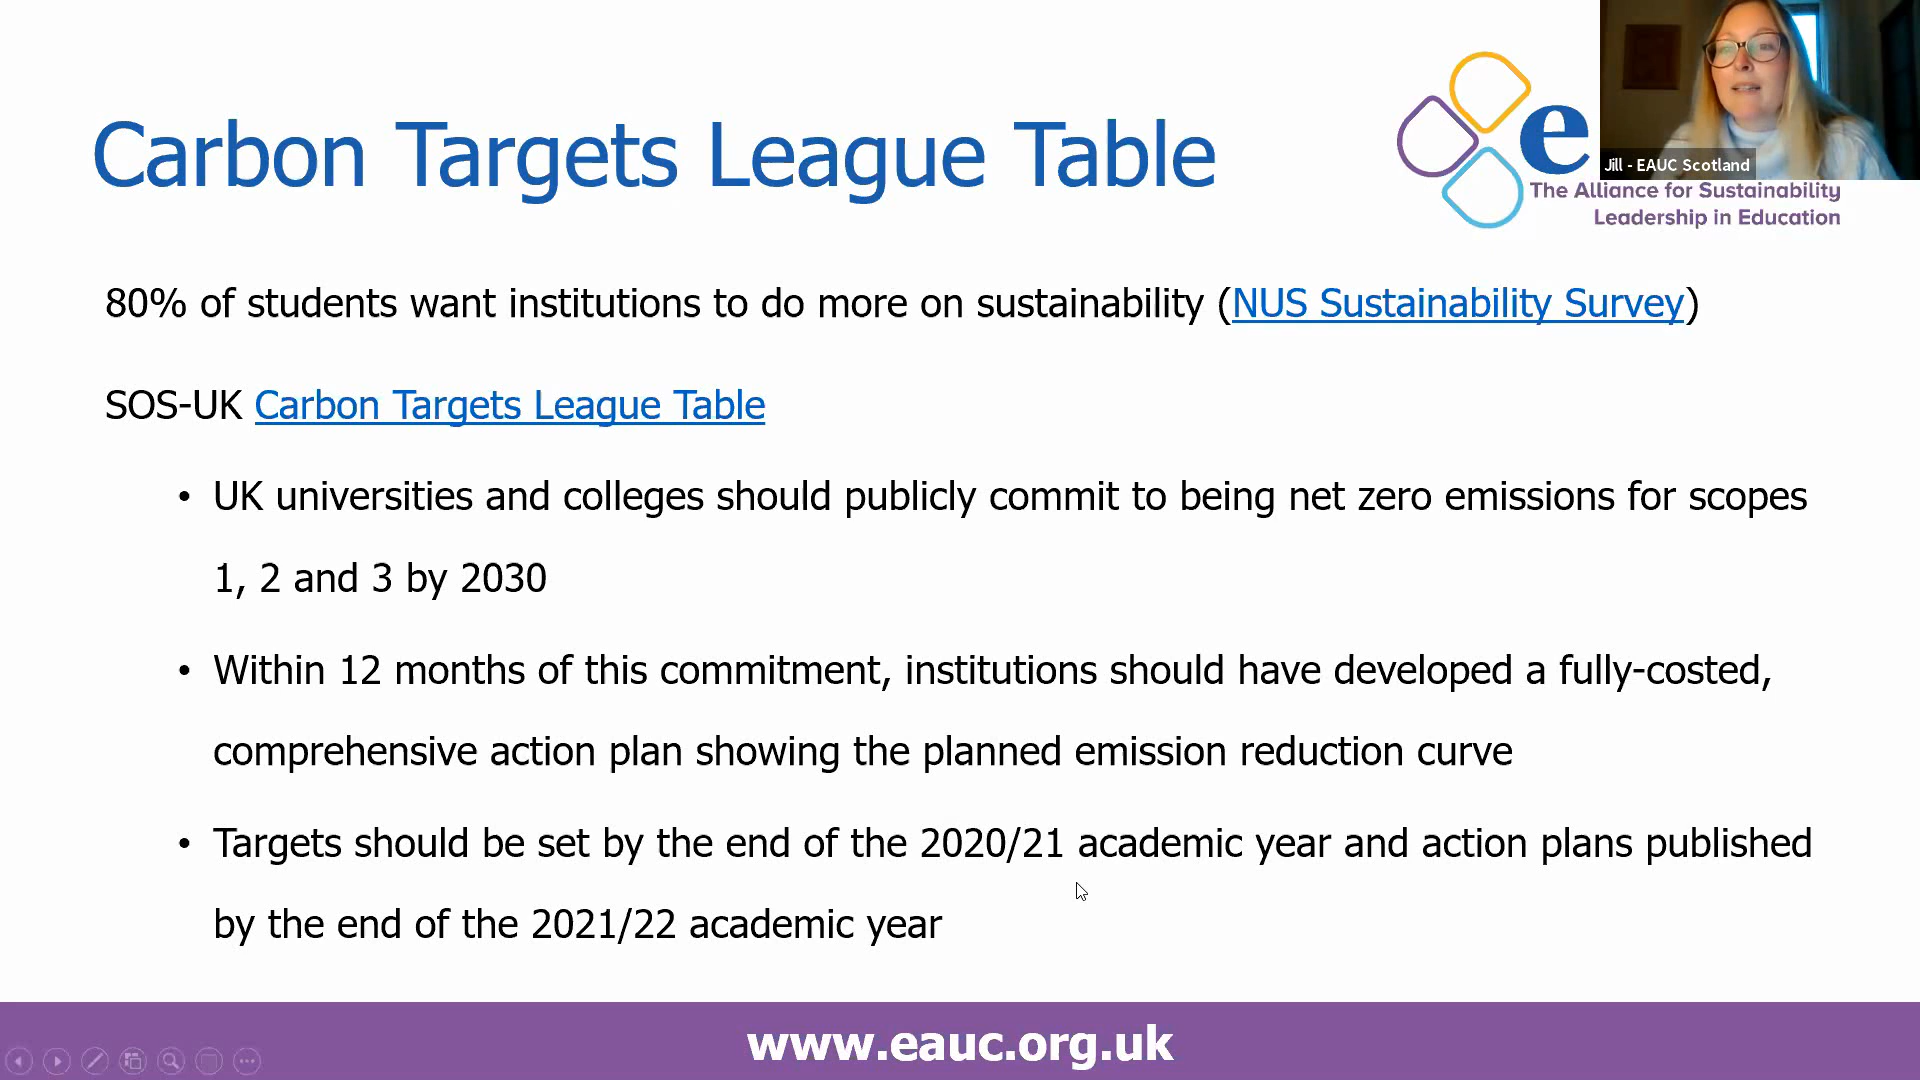 Carbon Targets League Table
e
Jill - EAUC Scotland
The Alliance for Sustainability
Leadership in Education
80% of students want institutions to do more on sustainability (NUS Sustainability Survey)
SOS-UK Carbon Targets League Table
• UK universities and colleges should publicly commit to being net zero emissions for scopes
1, 2 and 3 by 2030
• Within 12 months of this commitment, institutions should have developed a fully-costed,
comprehensive action plan showing the planned emission reduction curve
• Targets should be set by the end of the 2020/21 academic year and action plans published
by the end of the 2021/22 academic year
www.eauc.org.uk